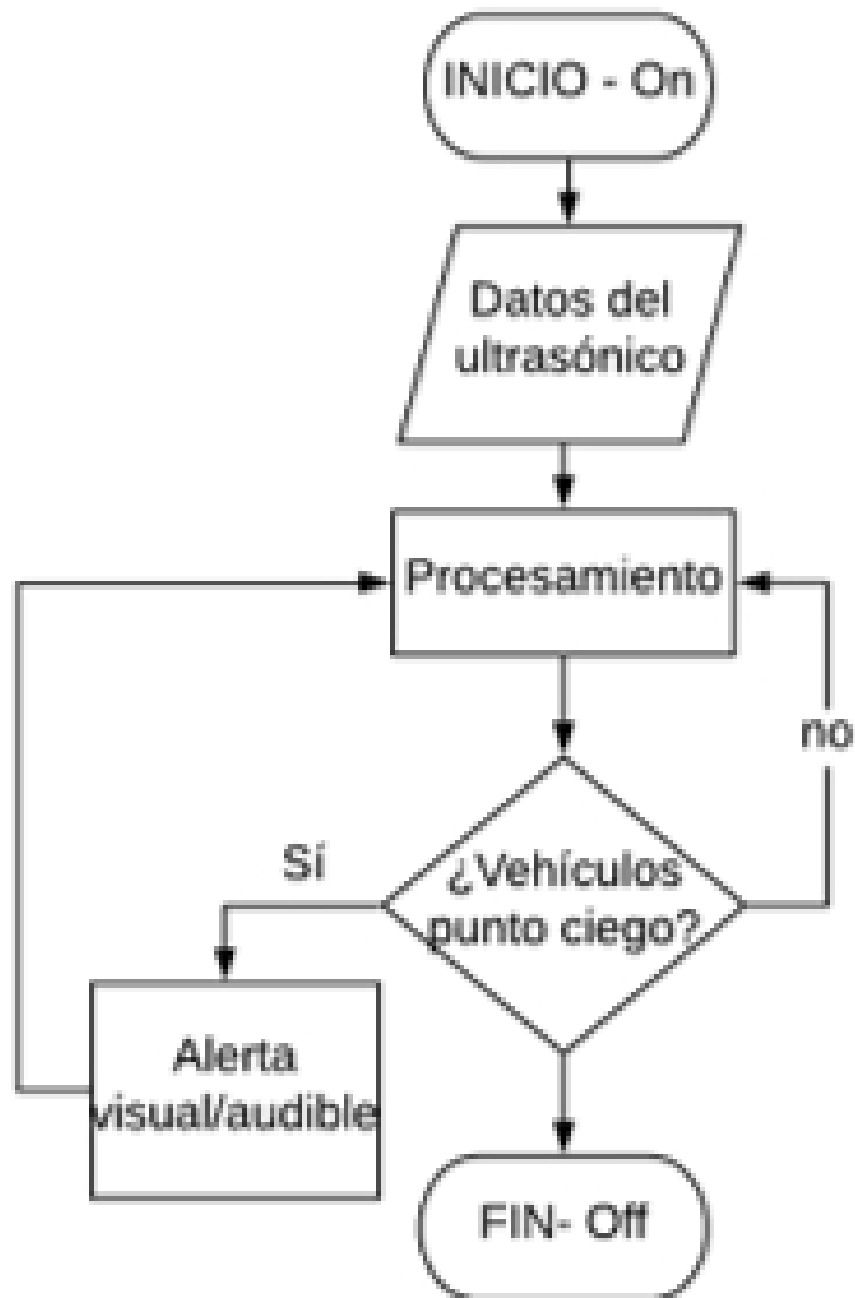 INICIO - On
Datos del
ultrasónico
Procesamiento
no
Sí
¿Vehículos
punto ciego?
Alerta
visual/audible
FIN- Off